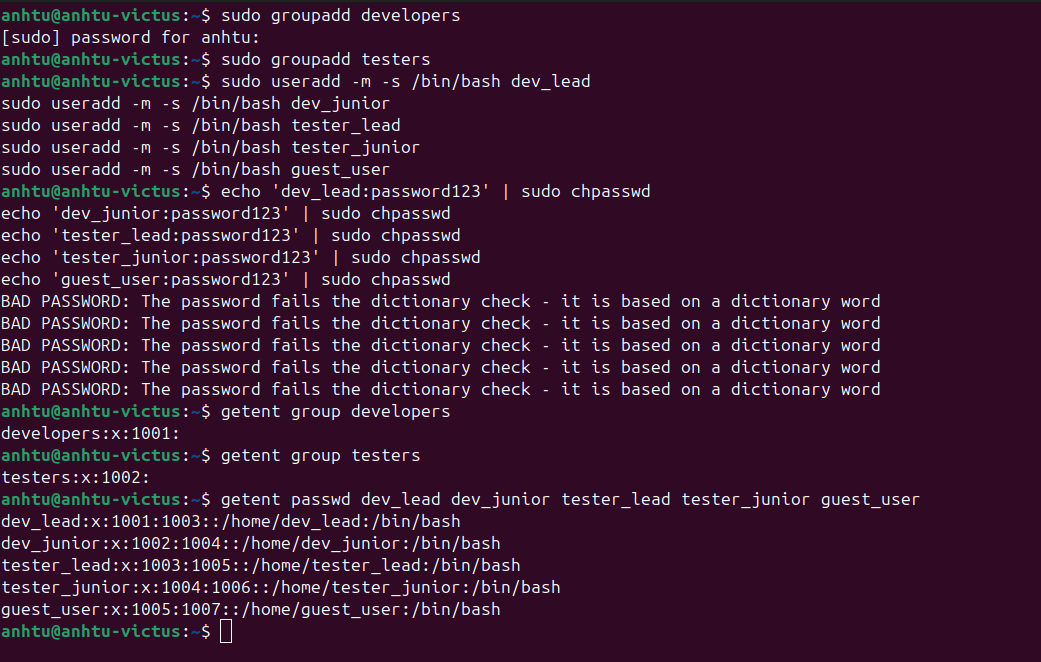 anhtu@anhtu-victus:~$ sudo groupadd developers
[sudo] password for anhtu:
anhtu@anhtu-victus:~$ sudo groupadd testers
anhtu@anhtu-victus:~$ sudo useradd -m -s /bin/bash dev_lead
sudo useradd -m -s /bin/bash dev_junior
sudo useradd -m -s /bin/bash tester_lead
sudo useradd -m -s /bin/bash tester_junior
sudo useradd -m -s /bin/bash guest_user
anhtu@anhtu-victus:~$ echo 'dev_lead:password123' | sudo chpasswd
echo 'dev_junior:password123' | sudo chpasswd
echo 'tester_lead:password123' | sudo chpasswd
echo 'tester_junior:password123' | sudo chpasswd
echo 'guest_user:password123' | sudo chpasswd
BAD PASSWORD: The password fails the dictionary check - it is based on a dictionary word
BAD PASSWORD: The password fails the dictionary check - it is based on a dictionary word
BAD PASSWORD: The password fails the dictionary check - it is based on a dictionary word
BAD PASSWORD: The password fails the dictionary check - it is based on a dictionary word
BAD PASSWORD: The password fails the dictionary check - it is based on a dictionary word
anhtu@anhtu-victus:~$ getent group developers
developers:x:1001:
anhtu@anhtu-victus:~$ getent group testers
testers:x:1002:
anhtu@anhtu-victus:~$ getent passwd dev_lead dev_junior tester_lead tester_junior guest_user
dev_lead:x:1001:1003::/home/dev_lead:/bin/bash
dev_junior:x:1002:1004::/home/dev_junior:/bin/bash
tester_lead:x:1003:1005::/home/tester_lead:/bin/bash
tester_junior:x:1004:1006::/home/tester_junior:/bin/bash
guest_user:x:1005:1007::/home/guest_user:/bin/bash
anhtu@anhtu-victus:~$